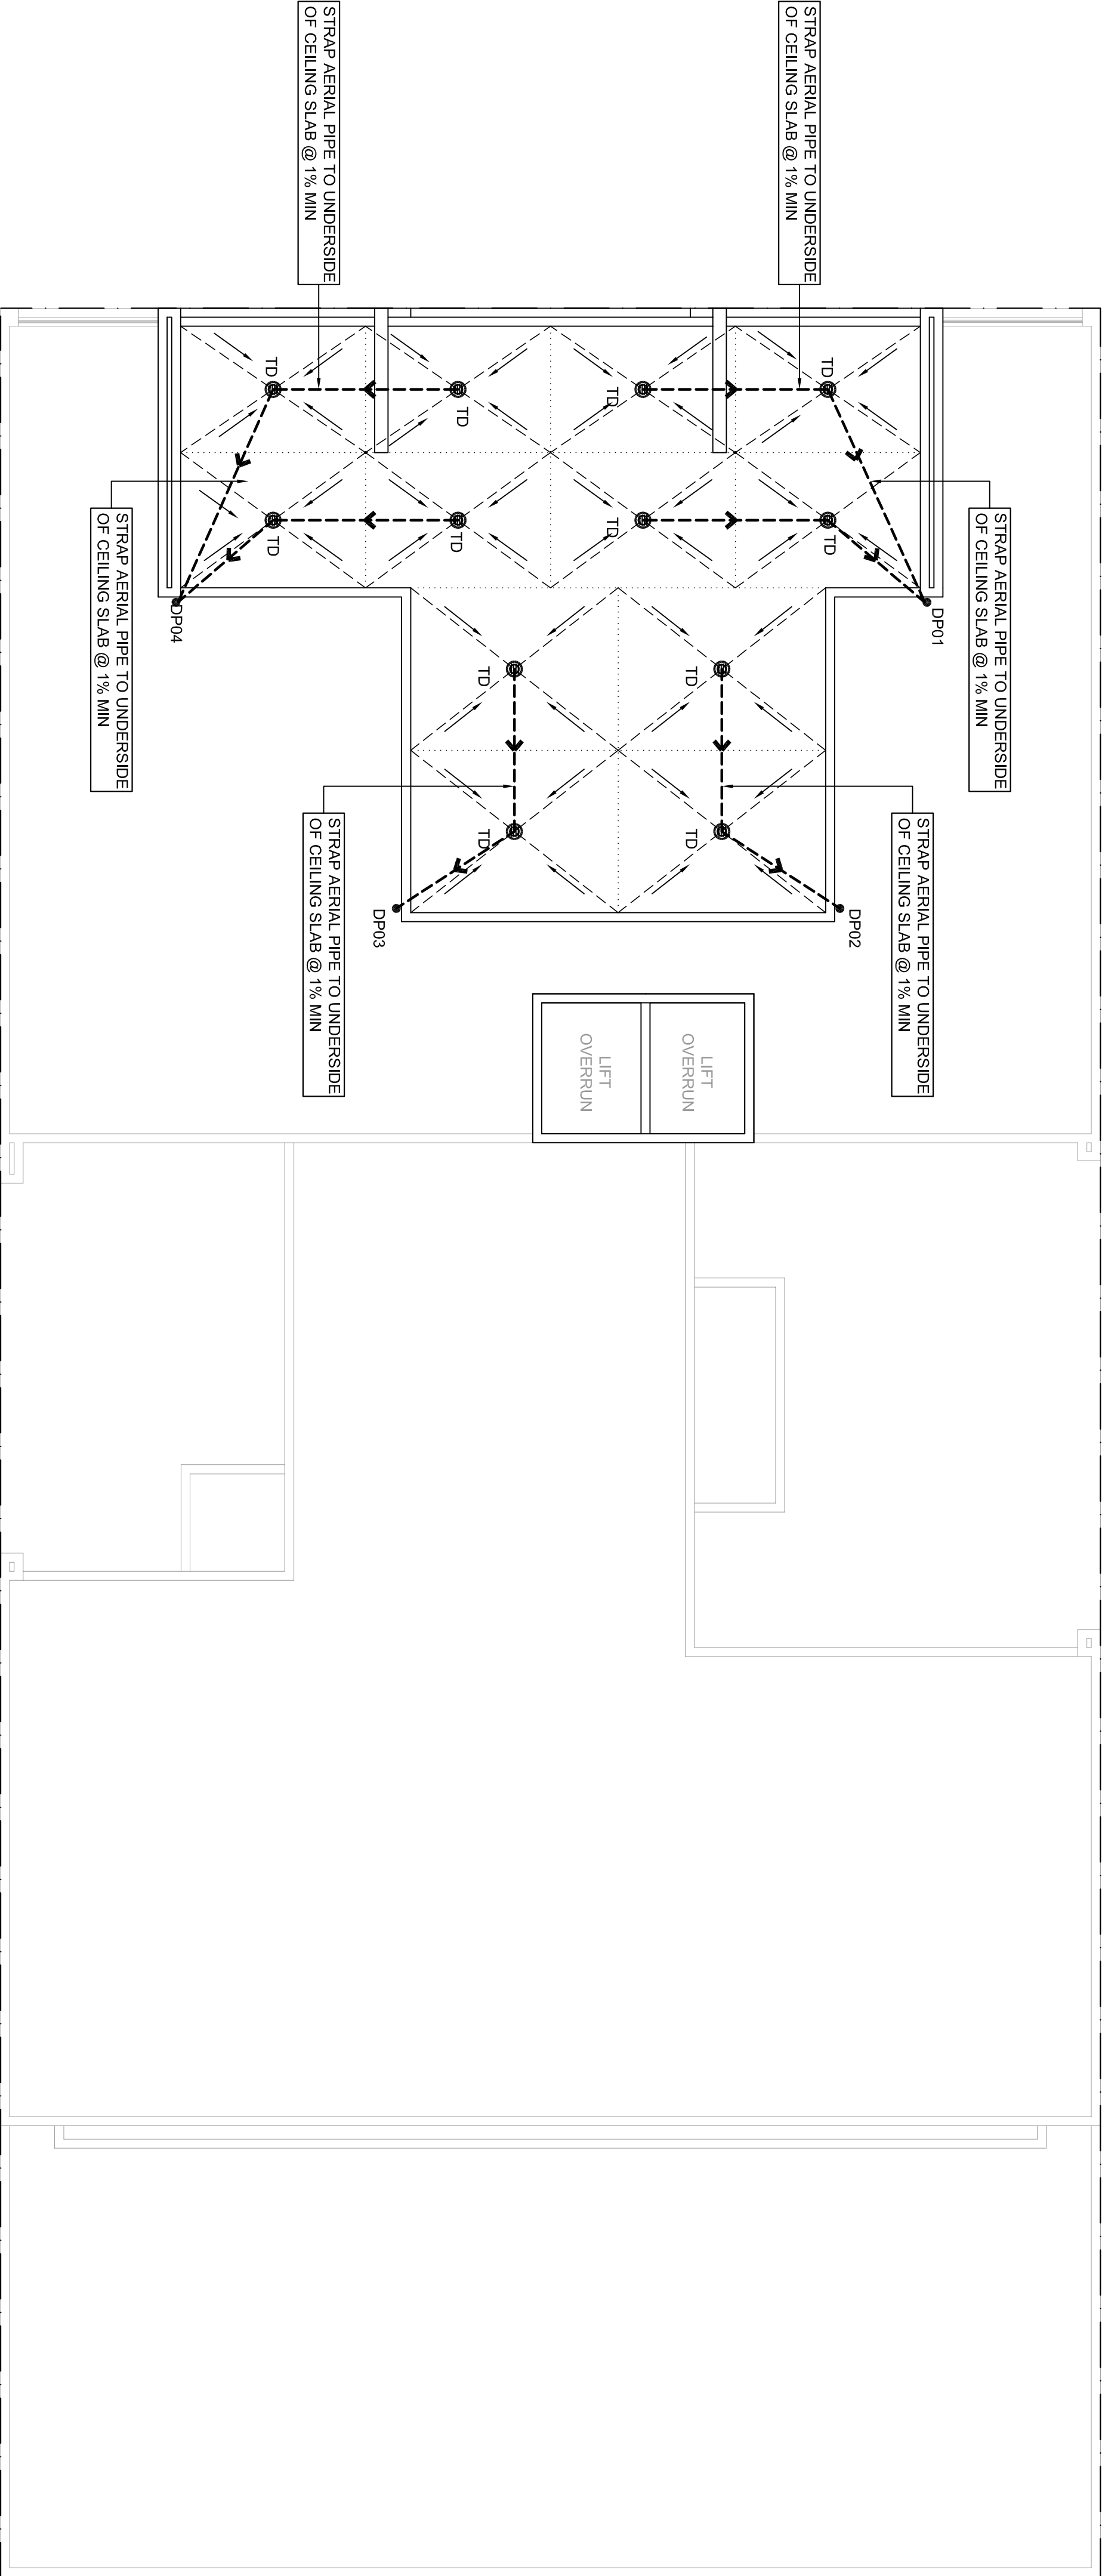 STRAP AERIAL PIPE TO UNDERSIDE
OF CEILING SLAB @ 1% MIN
STRAP AERIAL PIPE TO UNDERSIDE
OF CEILING SLAB @ 1% MIN
TD
TD
TD
TD
TD
TD
TD
TD
STRAP AERIAL PIPE TO UNDERSIDE
OF CEILING SLAB @ 1% MIN
STRAP AERIAL PIPE TO UNDERSIDE
OF CEILING SLAB @ 1% MIN
DP01
DP04
TD
TD
TD
TD
STRAP AERIAL PIPE TO UNDERSIDE
OF CEILING SLAB @ 1% MIN
STRAP AERIAL PIPE TO UNDERSIDE
OF CEILING SLAB @ 1% MIN
DP02
DP03
LIFT
OVERRUN
LIFT
OVERRUN